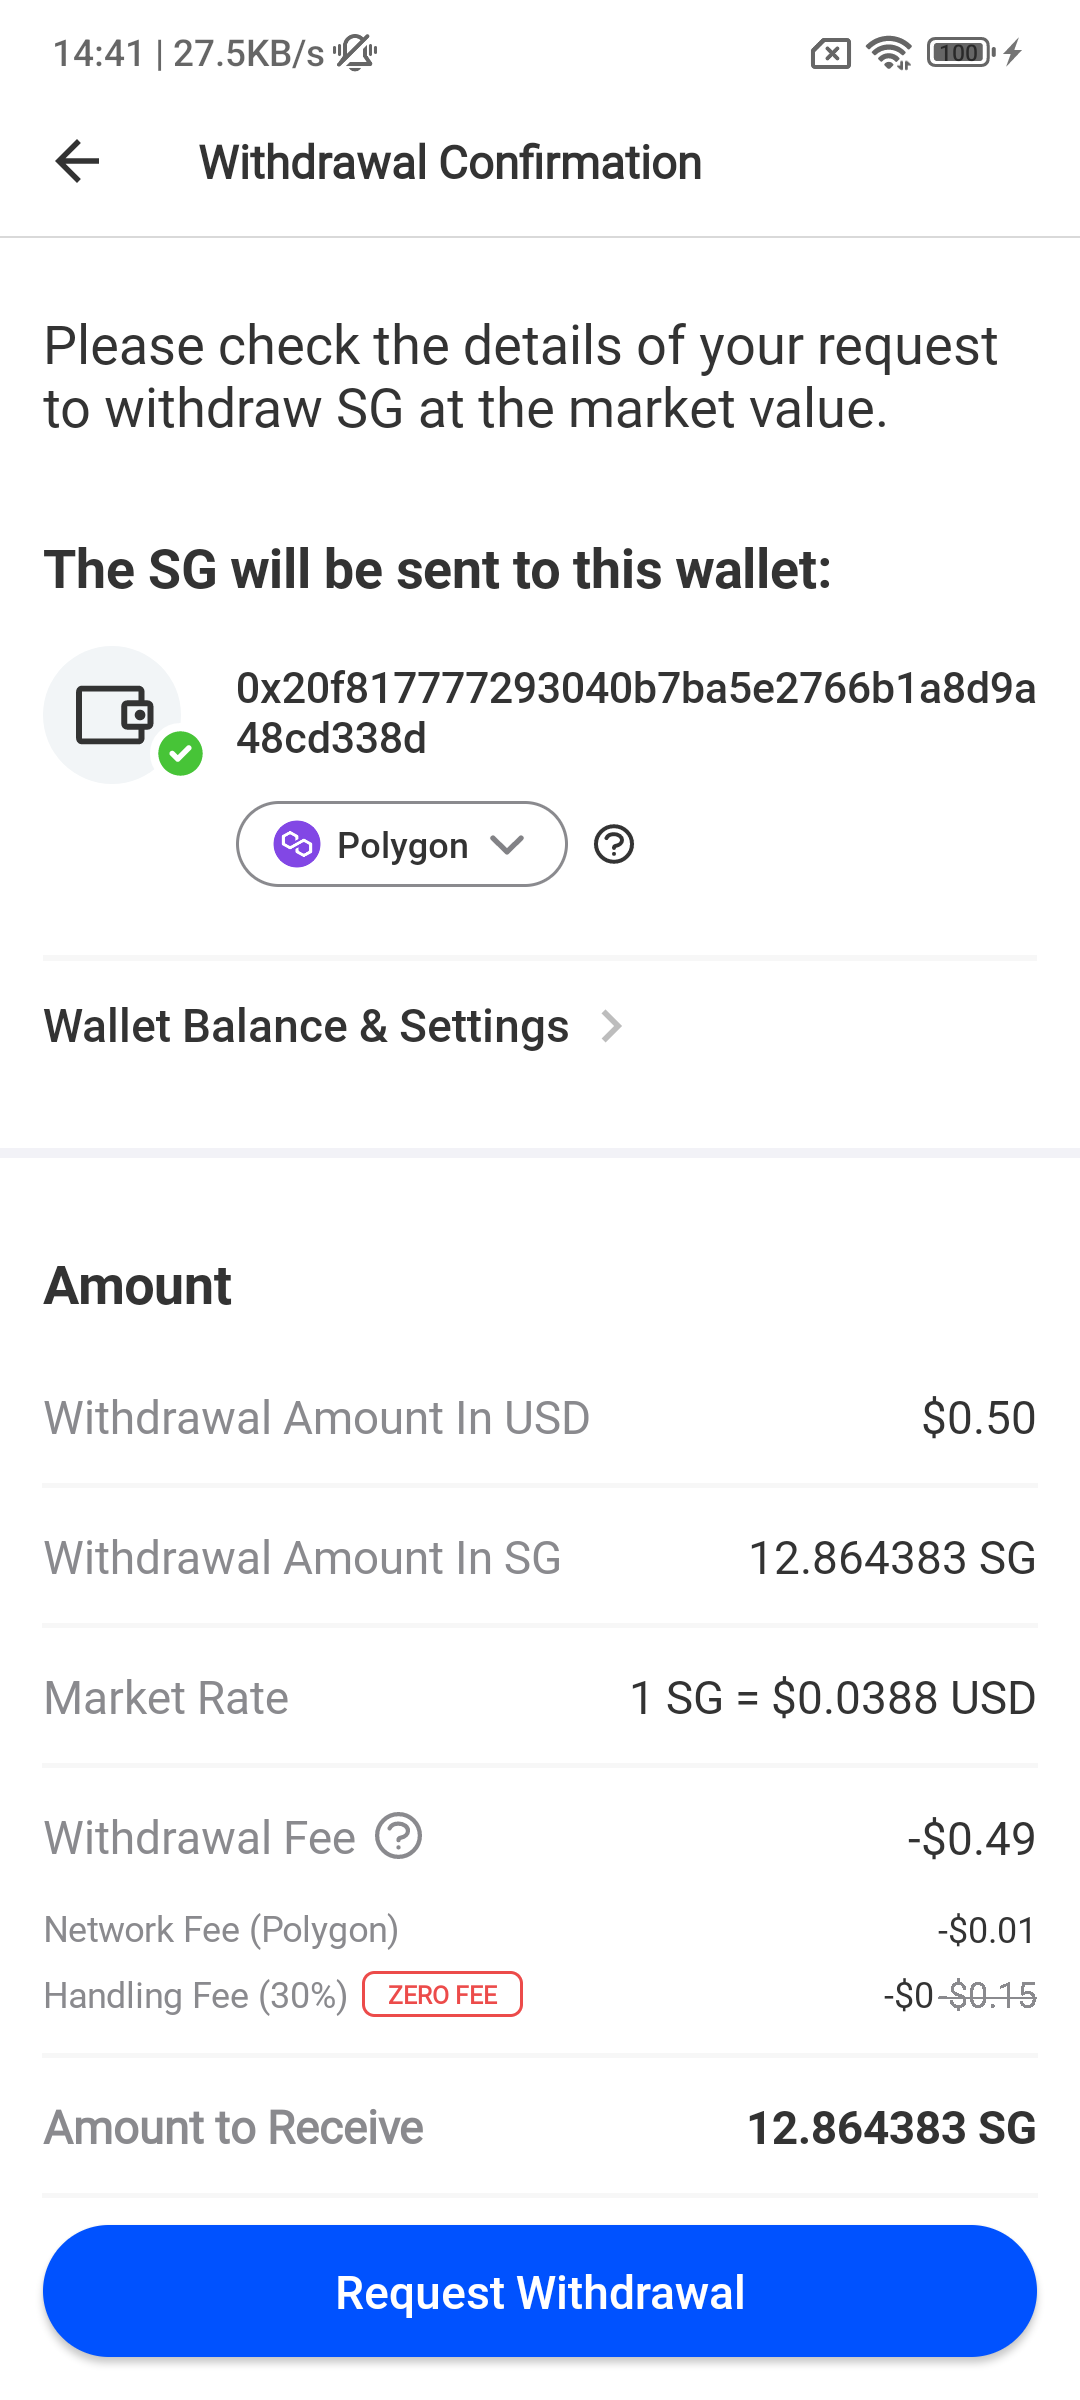 14:41 | 27.5KB/s
100
Withdrawal Confirmation
Please check the details of your request
to withdraw SG at the market value.
The SG will be sent to this wallet:
0x20f817777293040b7ba5e2766b1a8d9a
48cd338d
Polygon
Wallet Balance & Settings
Amount
Withdrawal Amount In USD $0.50
Withdrawal Amount In SG 12.864383 SG
Market Rate 1 SG = $0.0388 USD
Withdrawal Fee -$0.49
Network Fee (Polygon) -$0.01
Handling Fee (30%) ZERO FEE -$0 -$0.15
Amount to Receive 12.864383 SG
Request Withdrawal